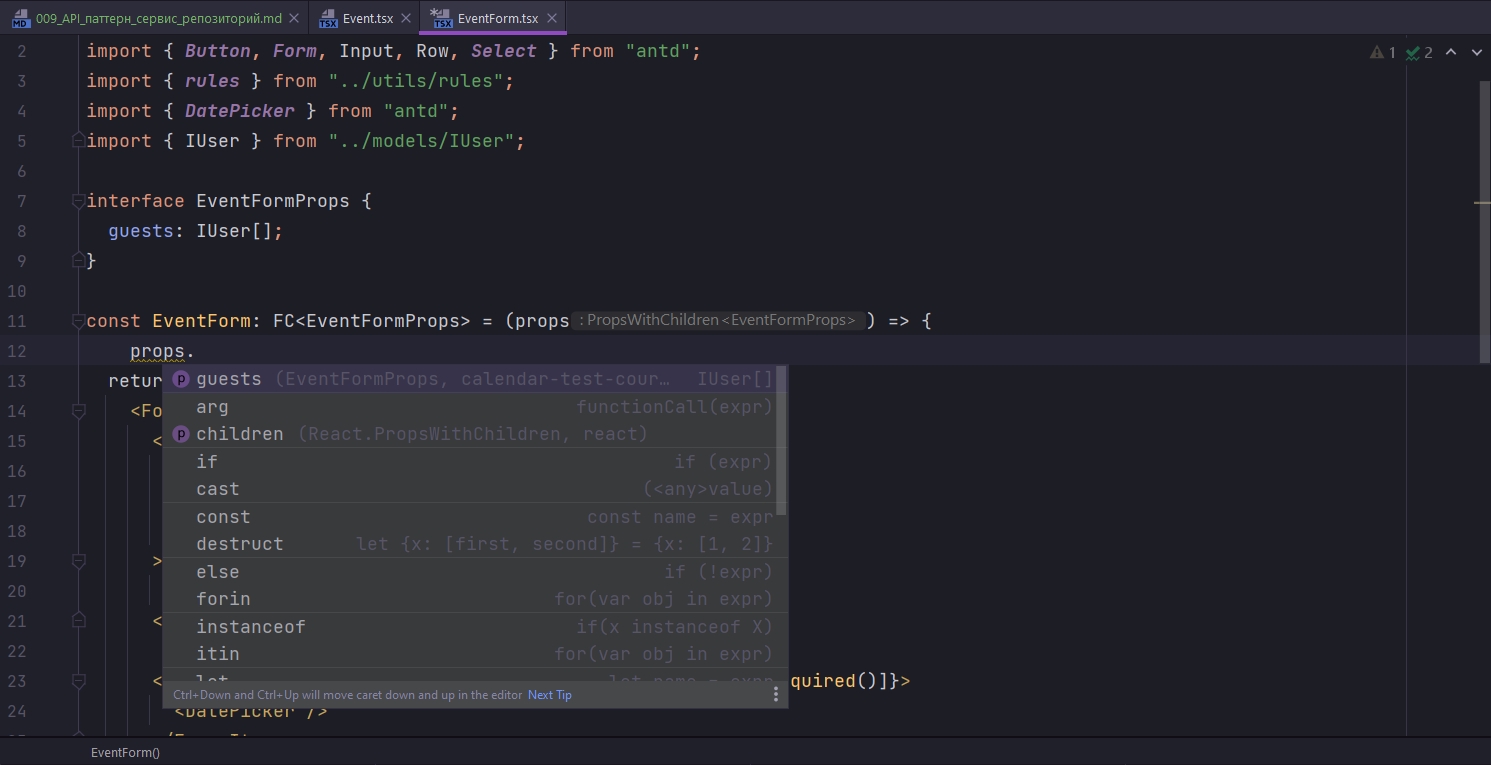 009_API_паттерн_сервис_репозиторий.md
Event.tsx
EventForm.tsx
2 import { Button, Form, Input, Row, Select } from "antd";
1 2
3 import { rules } from "../utils/rules";
4 import { DatePicker } from "antd";
5 import { IUser } from "../models/IUser";
6
7 interface EventFormProps {
8 guests: IUser[];
9 }
10
11 const EventForm: FC<EventFormProps> = (props : PropsWithChildren<EventFormProps> ) => {
12 props.
13 retur
guests (EventFormProps, calendar-test-cour… IUser[]
14 <Fo
arg functionCall(expr)
15 <
children (React.PropsWithChildren, react)
16
if if (expr)
17
cast (<any>value)
18
const const name = expr
destruct let {x: [first, second]} = {x: [1, 2]}
19 >
else if (!expr)
20
forin for(var obj in expr)
21 <
instanceof if(x instanceof X)
22
itin for(var obj in expr)
23 < quired()]}>
let let name = expr
Ctrl+Down and Ctrl+Up will move caret down and up in the editor Next Tip
24 <DatePicker />
EventForm()